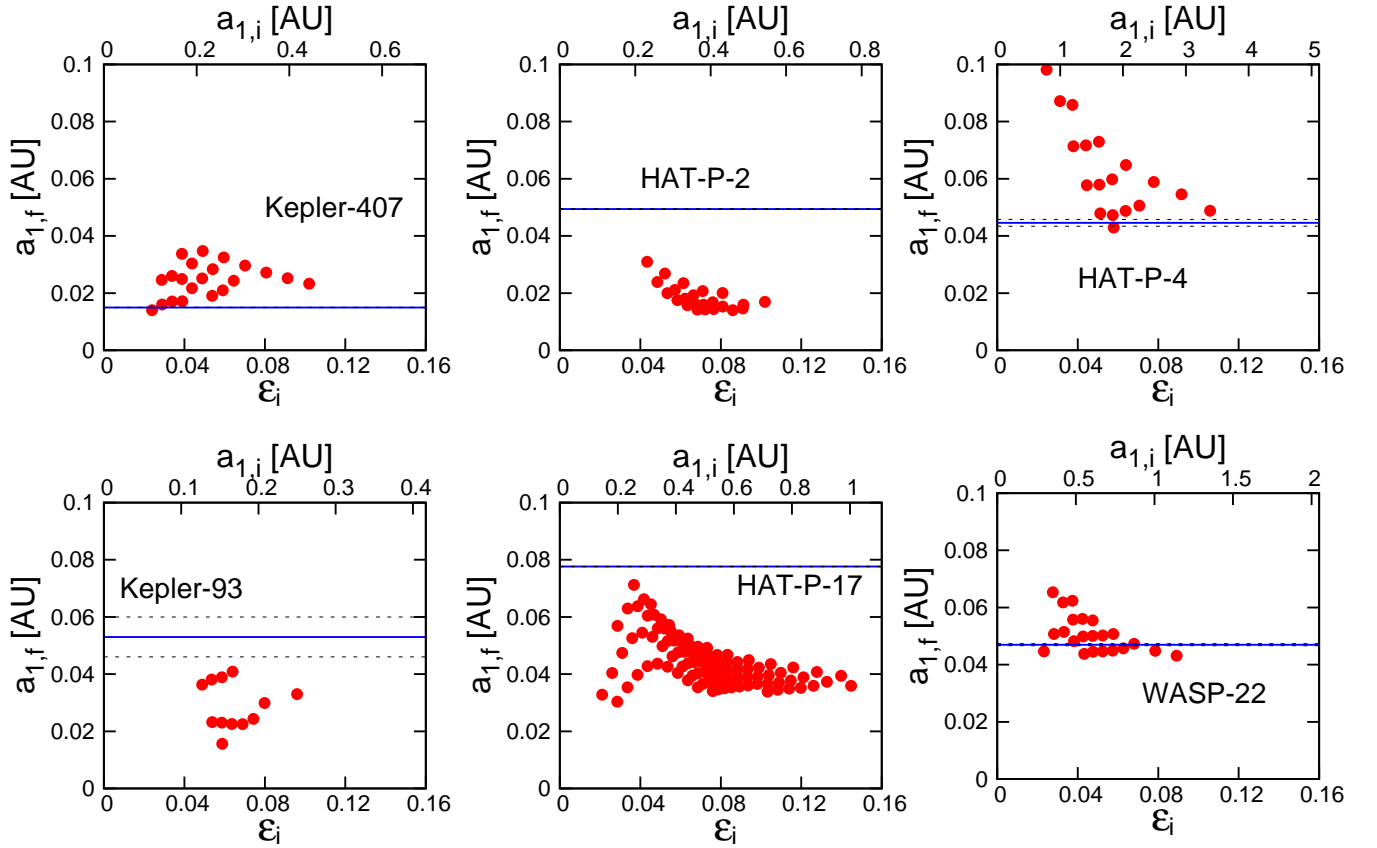 a1,i [AU] a1,i [AU] a1,i [AU]
0 0.2 0.4 0.6 0 0.2 0.4 0.6 0.8 0 1 2 3 4 5
0.1 0.1 0.1
0.08 0.08 0.08
0.06 0.06 0.06
0.04 0.04 0.04
0.02 0.02 0.02
0 0 0
a1,f [AU] a1,f [AU] a1,f [AU]
Kepler-407 HAT-P-2 HAT-P-4
0 0.04 0.08 0.12 0.16 0 0.04 0.08 0.12 0.16 0 0.04 0.08 0.12 0.16
εi εi εi
a1,i [AU] a1,i [AU] a1,i [AU]
0 0.1 0.2 0.3 0.4 0 0.2 0.4 0.6 0.8 1 0 0.5 1 1.5 2
0.1 0.1 0.1
0.08 0.08 0.08
0.06 0.06 0.06
0.04 0.04 0.04
0.02 0.02 0.02
0 0 0
a1,f [AU] a1,f [AU] a1,f [AU]
Kepler-93 HAT-P-17 WASP-22
0 0.04 0.08 0.12 0.16 0 0.04 0.08 0.12 0.16 0 0.04 0.08 0.12 0.16
εi εi εi